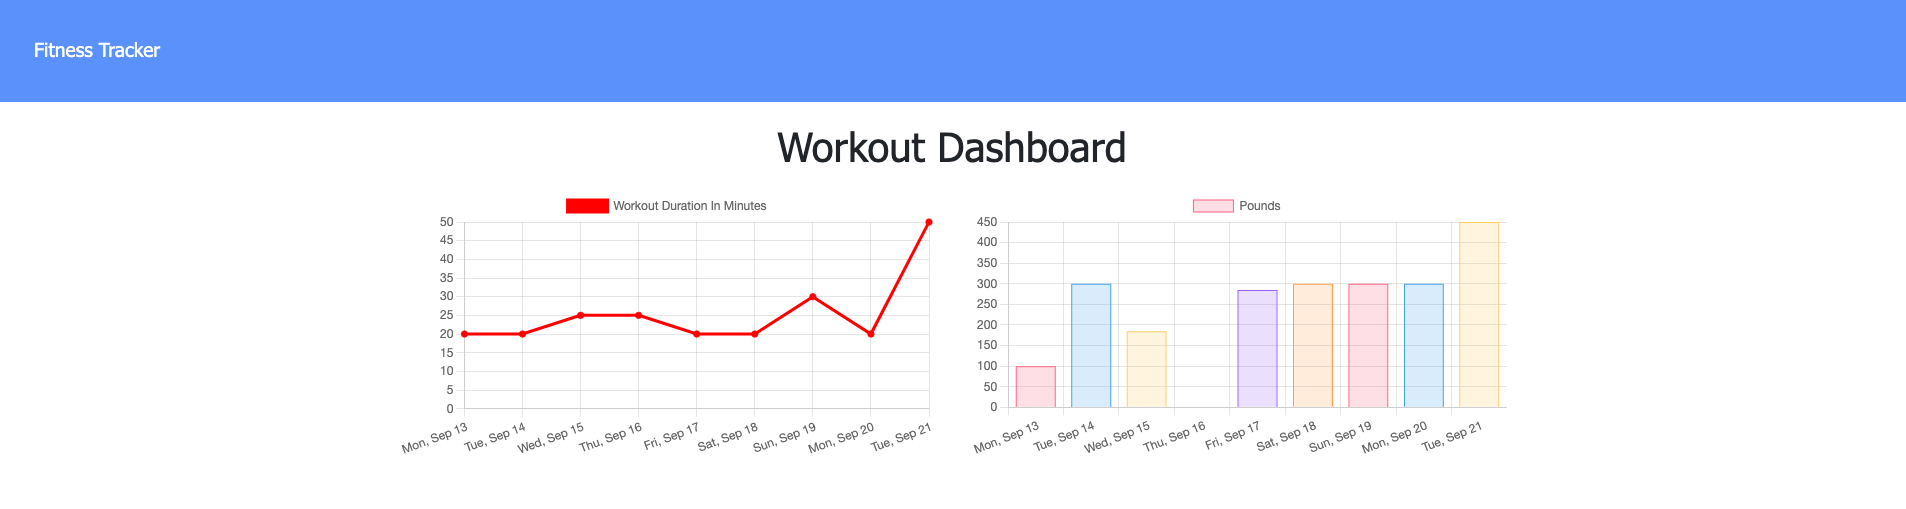 Fitness Tracker
Workout Dashboard
Workout Duration In Minutes
50
45
40
35
30
25
20
15
10
5
0
Mon, Sep 13
Tue, Sep 14
Wed, Sep 15
Thu, Sep 16
Fri, Sep 17
Sat, Sep 18
Sun, Sep 19
Mon, Sep 20
Tue, Sep 21
Pounds
450
400
350
300
250
200
150
100
50
0
Mon, Sep 13
Tue, Sep 14
Wed, Sep 15
Thu, Sep 16
Fri, Sep 17
Sat, Sep 18
Sun, Sep 19
Mon, Sep 20
Tue, Sep 21